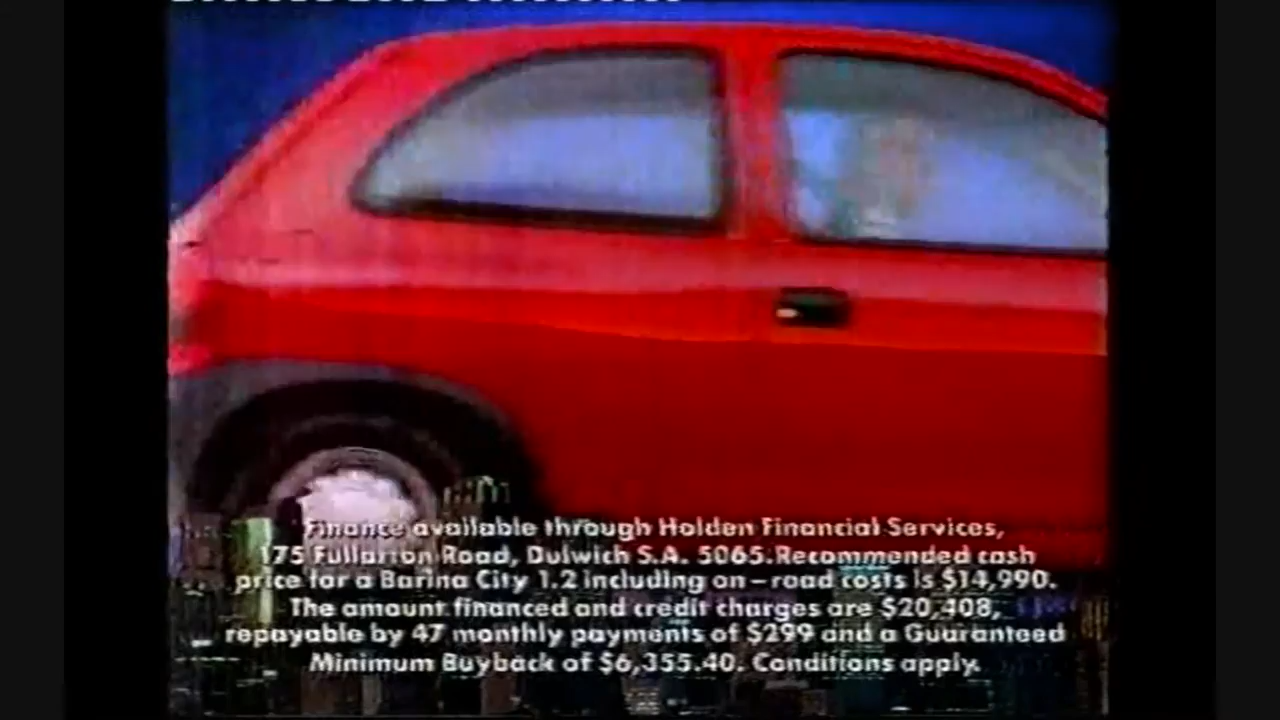 Finance available through Holden Financial Services,
175 Fullarton Road, Dulwich S.A. 5065. Recommended cash
price for a Barina City 1.2 including on-road costs is $14,990.
The amount financed and credit charges are $20,408,
repayable by 47 monthly payments of $299 and a Guaranteed
Minimum Buyback of $6,355.40. Conditions apply.